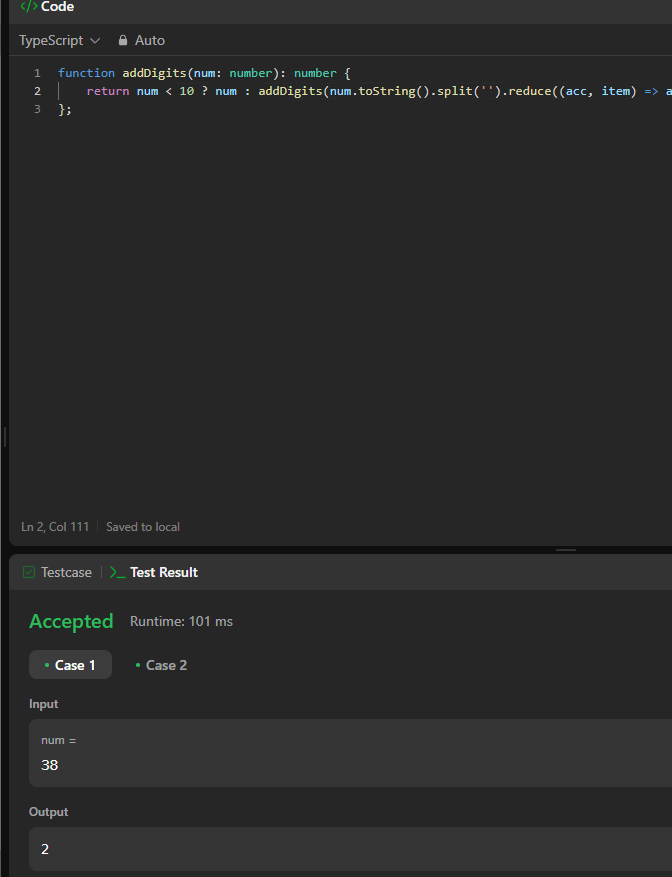 </> Code
TypeScript Auto
1 function addDigits(num: number): number {
2 return num < 10 ? num : addDigits(num.toString().split('').reduce((acc, item) => a
3 };
Ln 2, Col 111 Saved to local
Testcase >_ Test Result
Accepted Runtime: 101 ms
Case 1 Case 2
Input
num =
38
Output
2